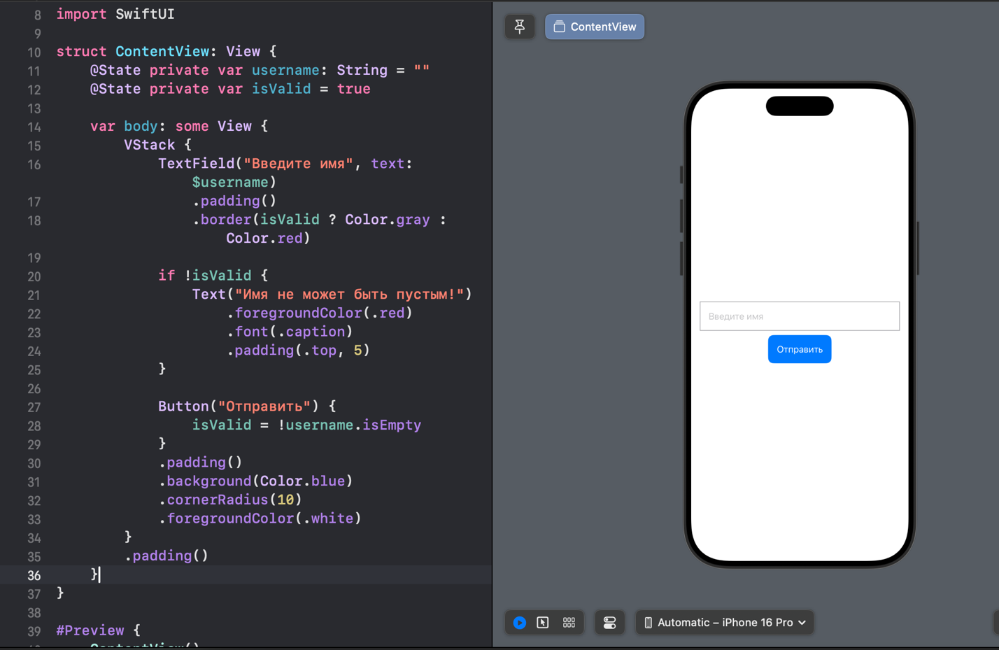 8 import SwiftUI
9
10 struct ContentView: View {
11 @State private var username: String = ""
12 @State private var isValid = true
13
14 var body: some View {
15 VStack {
16 TextField("Введите имя", text:
$username)
17 .padding()
18 .border(isValid ? Color.gray :
Color.red)
19
20 if !isValid {
21 Text("Имя не может быть пустым!")
22 .foregroundColor(.red)
23 .font(.caption)
24 .padding(.top, 5)
25 }
26
27 Button("Отправить") {
28 isValid = !username.isEmpty
29 }
30 .padding()
31 .background(Color.blue)
32 .cornerRadius(10)
33 .foregroundColor(.white)
34 }
35 .padding()
36 }
37 }
38
39 #Preview {
ContentView()
ContentView
Введите имя
Отправить
Automatic – iPhone 16 Pro